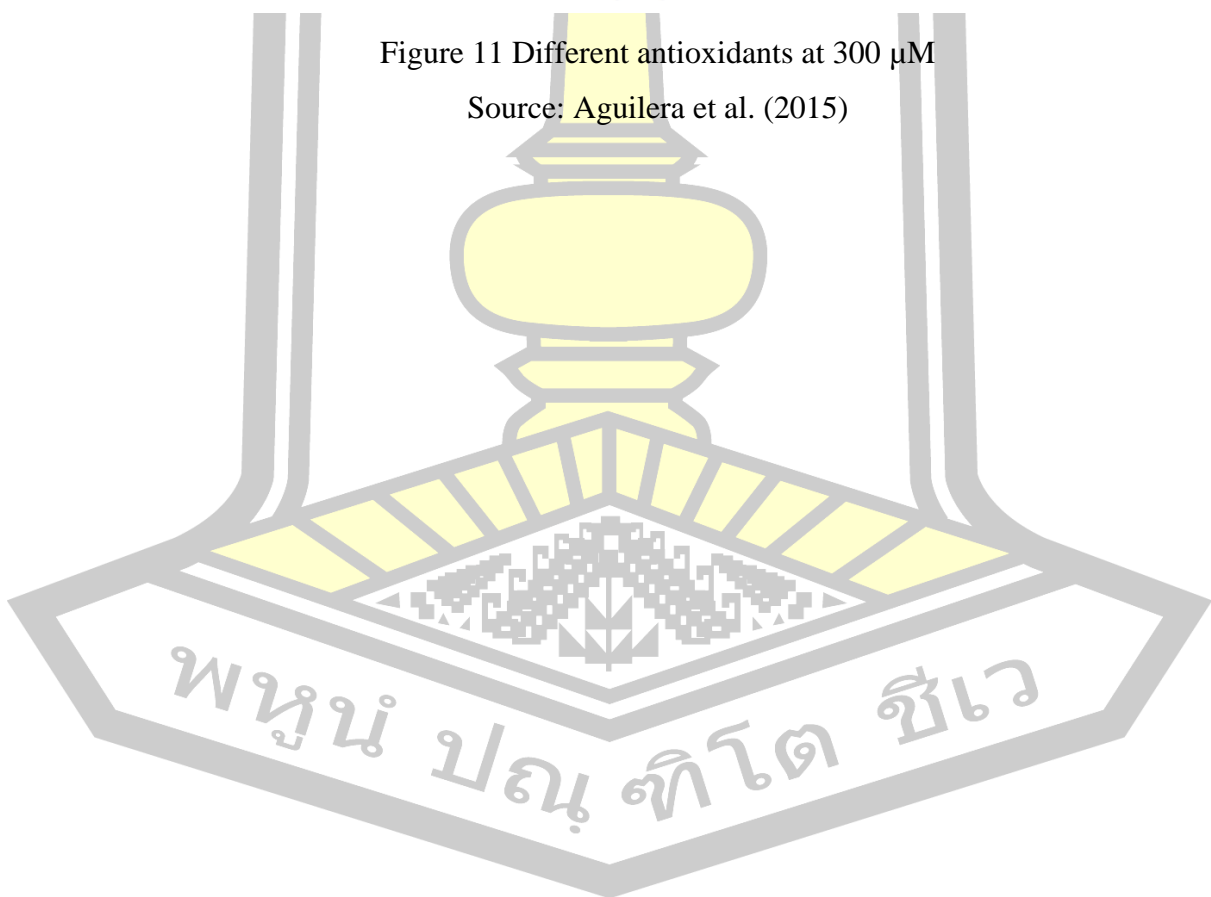 Figure 11 Different antioxidants at 300 μM
Source: Aguilera et al. (2015)
พหูนํ ปณฺฑิโต ชีเว